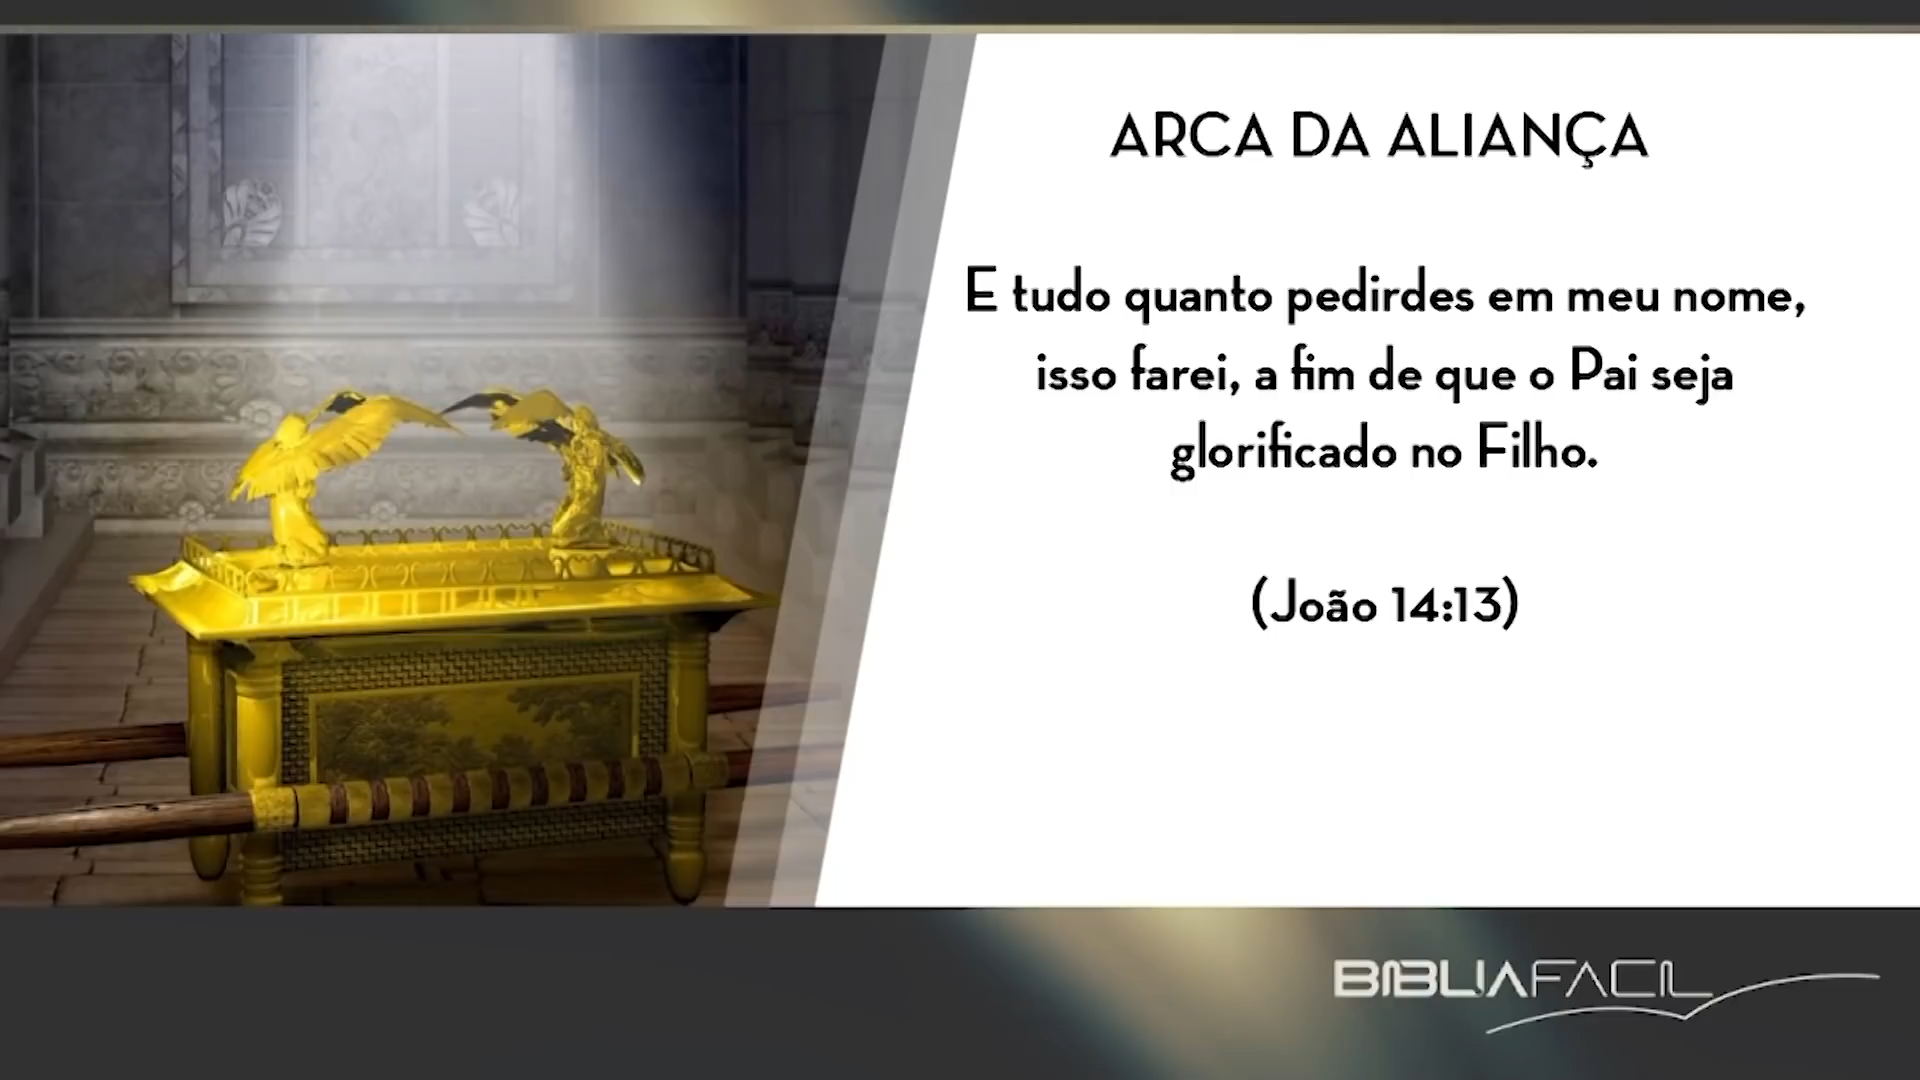 ARCA DA ALIANÇA
E tudo quanto pedirdes em meu nome,
isso farei, a fim de que o Pai seja
glorificado no Filho.
(João 14:13)
BIBLIAFACIL